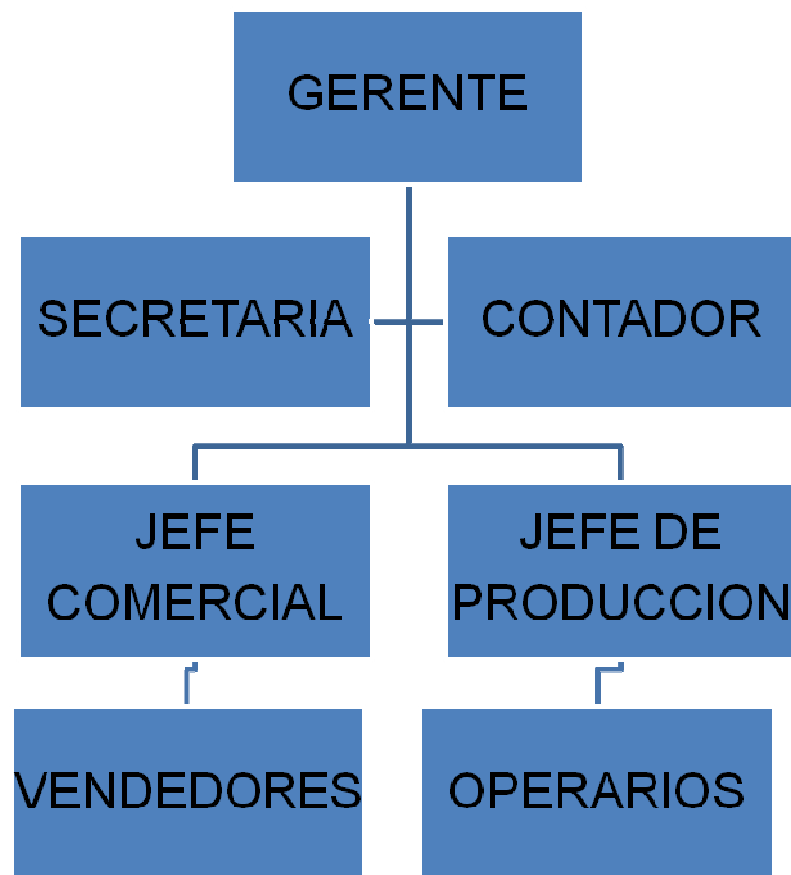 GERENTE
SECRETARIA
CONTADOR
JEFE
COMERCIAL
JEFE DE
PRODUCCION
VENDEDORES
OPERARIOS